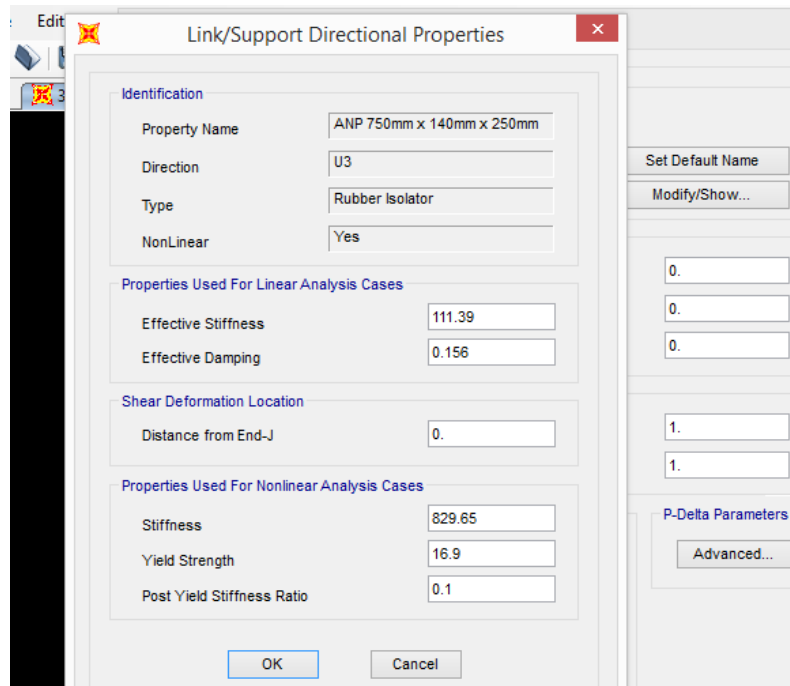 Edit
Link/Support Directional Properties
3
Identification
Property Name ANP 750mm x 140mm x 250mm
Direction U3
Type Rubber Isolator
NonLinear Yes
Properties Used For Linear Analysis Cases
Effective Stiffness 111.39
Effective Damping 0.156
Shear Deformation Location
Distance from End-J 0.
Properties Used For Nonlinear Analysis Cases
Stiffness 829.65
Yield Strength 16.9
Post Yield Stiffness Ratio 0.1
OK Cancel
Set Default Name
Modify/Show...
0.
0.
0.
1.
1.
P-Delta Parameters
Advanced...